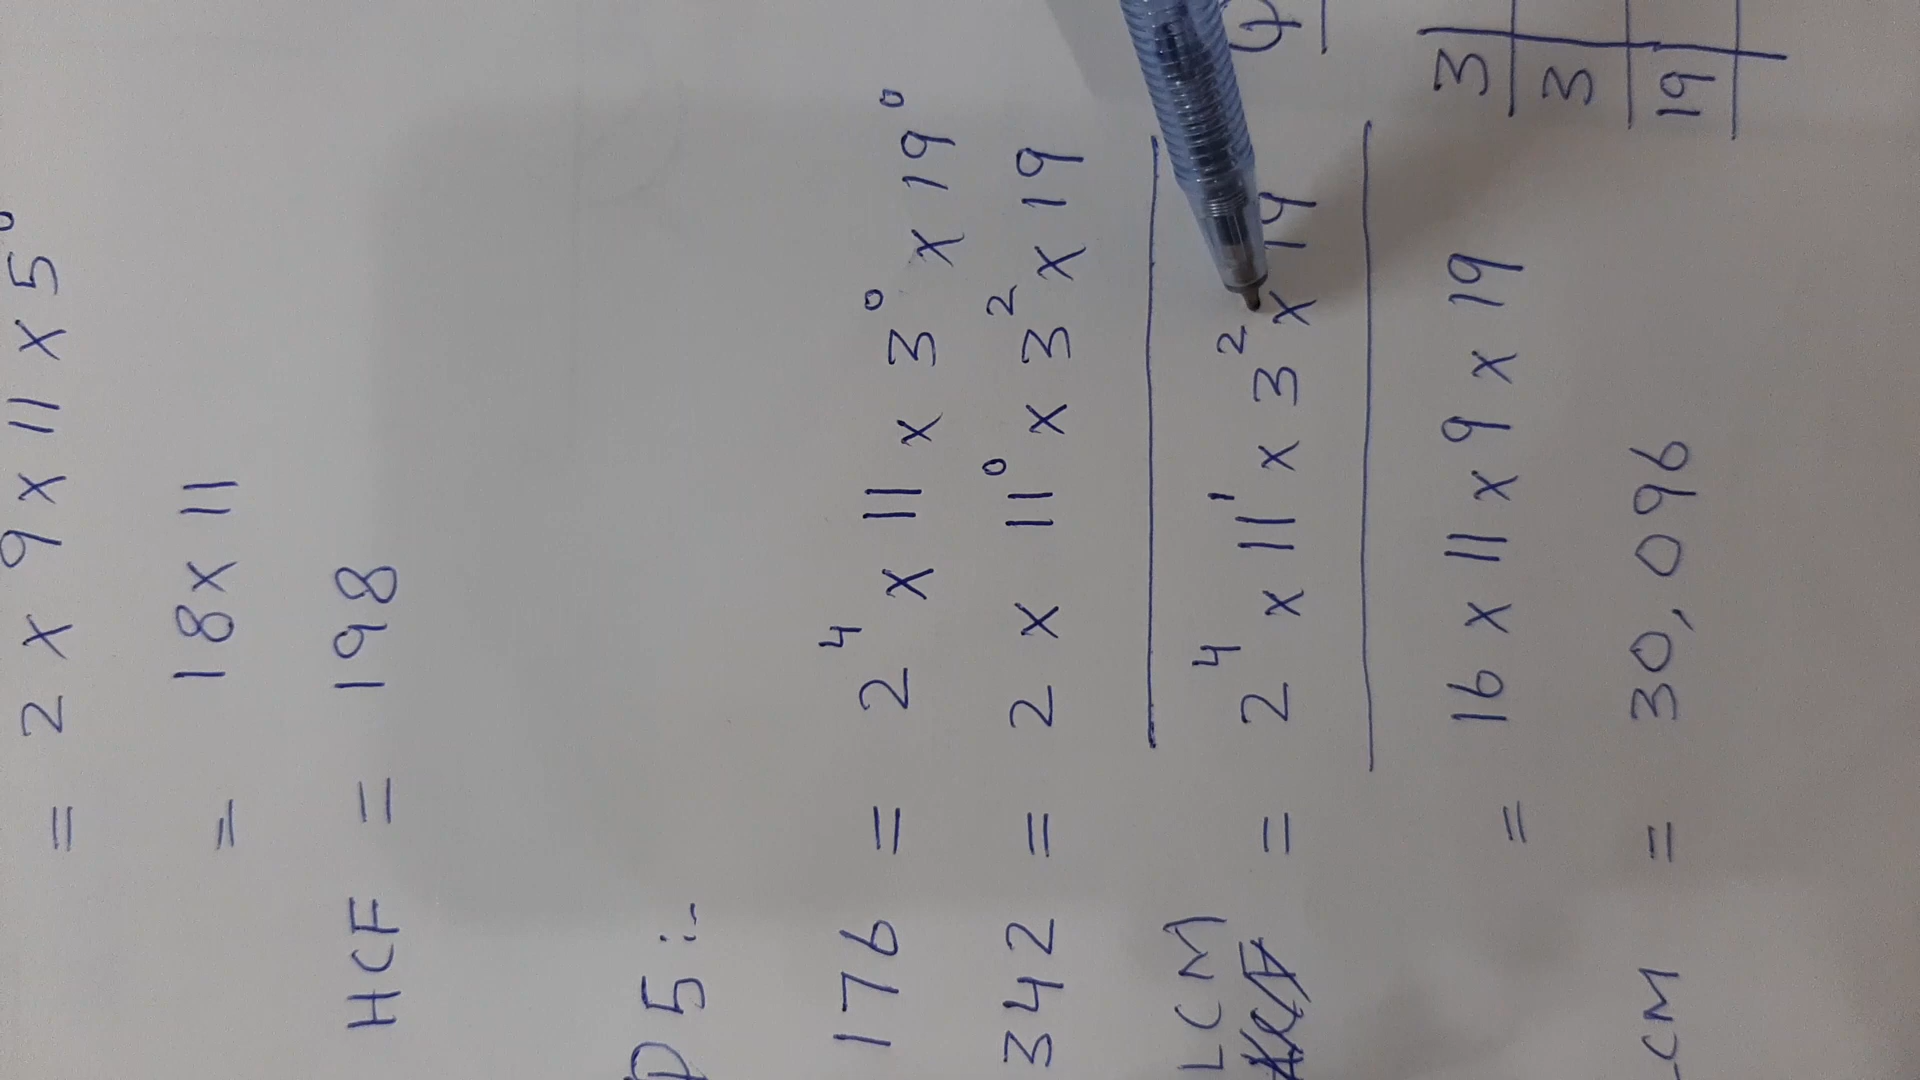 = 2 x 9 x 11 x 5⁰
= 18 x 11
HCF = 198
p 5:-
176 = 2⁴ x 11 x 3⁰ x 19⁰
342 = 2 x 11⁰ x 3² x 19
LCM = 2⁴ x 11¹ x 3² x 19
= 16 x 11 x 9 x 19
LCM = 30,096
3
3
19